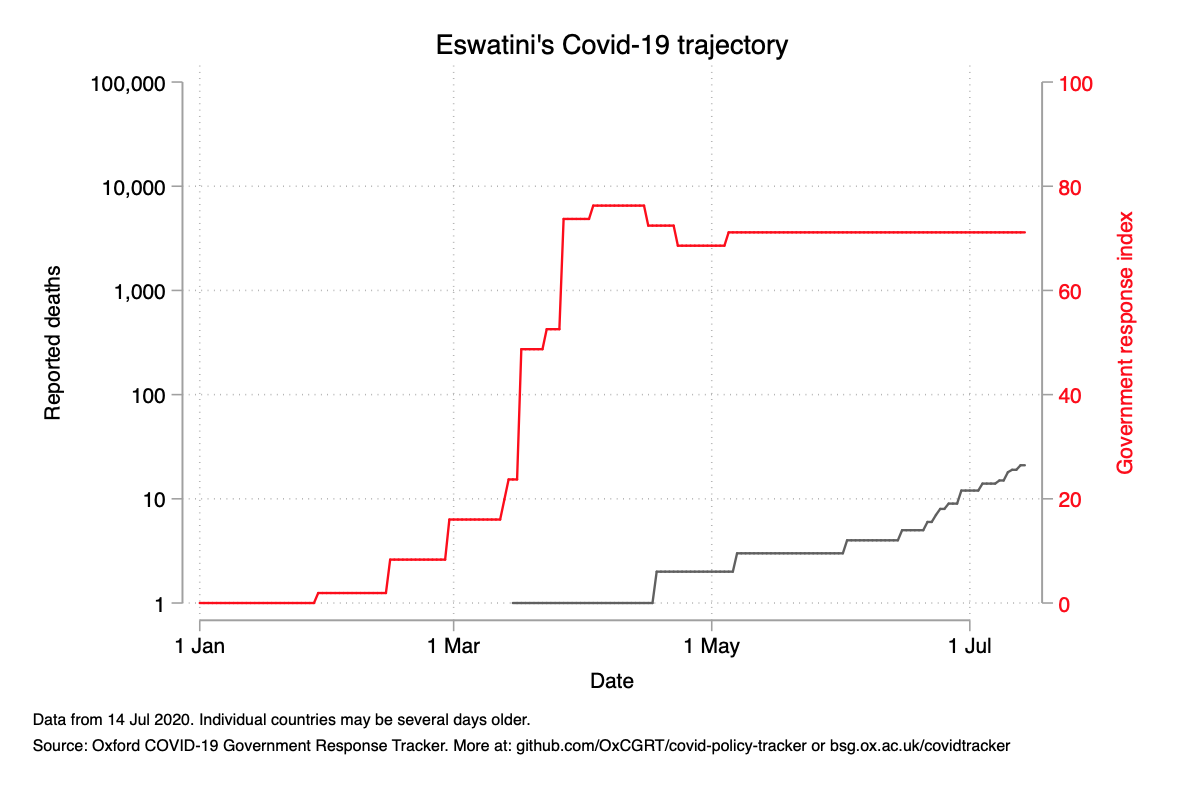 Eswatini's Covid-19 trajectory
100,000
10,000
1,000
100
10
1
Reported deaths
100
80
60
40
20
0
Government response index
1 Jan
1 Mar
1 May
1 Jul
Date
Data from 14 Jul 2020. Individual countries may be several days older.
Source: Oxford COVID-19 Government Response Tracker. More at: github.com/OxCGRT/covid-policy-tracker or bsg.ox.ac.uk/covidtracker